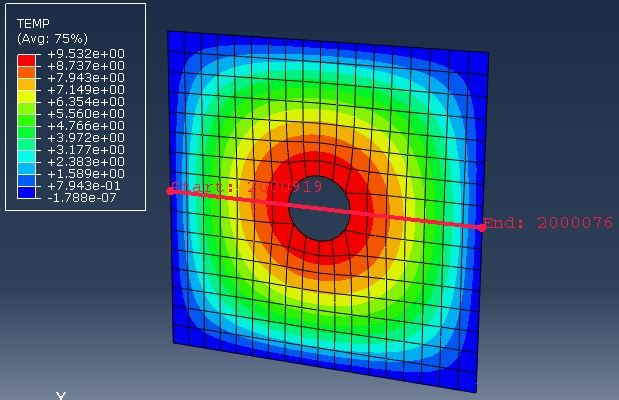 TEMP
(Avg: 75%)
+9.532e+00
+8.737e+00
+7.943e+00
+7.149e+00
+6.354e+00
+5.560e+00
+4.766e+00
+3.972e+00
+3.177e+00
+2.383e+00
+1.589e+00
+7.943e-01
-1.788e-07
Start: 2000919
End: 2000076
Y